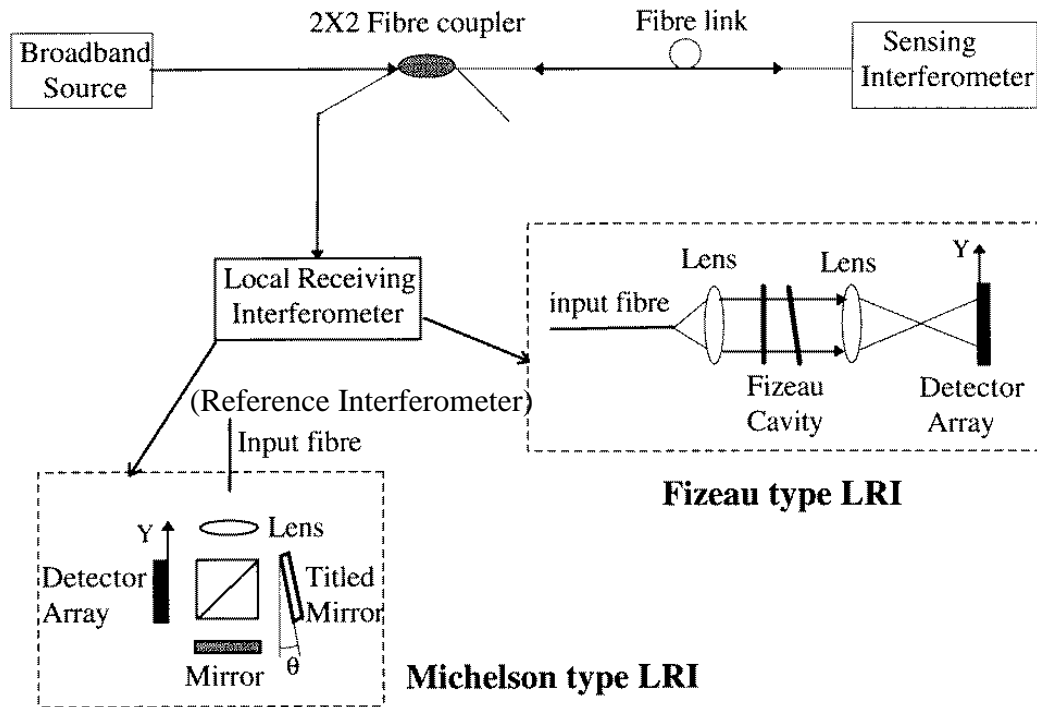 2X2 Fibre coupler
Fibre link
Broadband
Source
Sensing
Interferometer
Local Receiving
Interferometer
(Reference Interferometer)
Lens
Lens
Y
input fibre
Fizeau
Cavity
Detector
Array
Fizeau type LRI
Input fibre
Y
Lens
Detector
Array
Titled
Mirror
Mirror
θ
Michelson type LRI